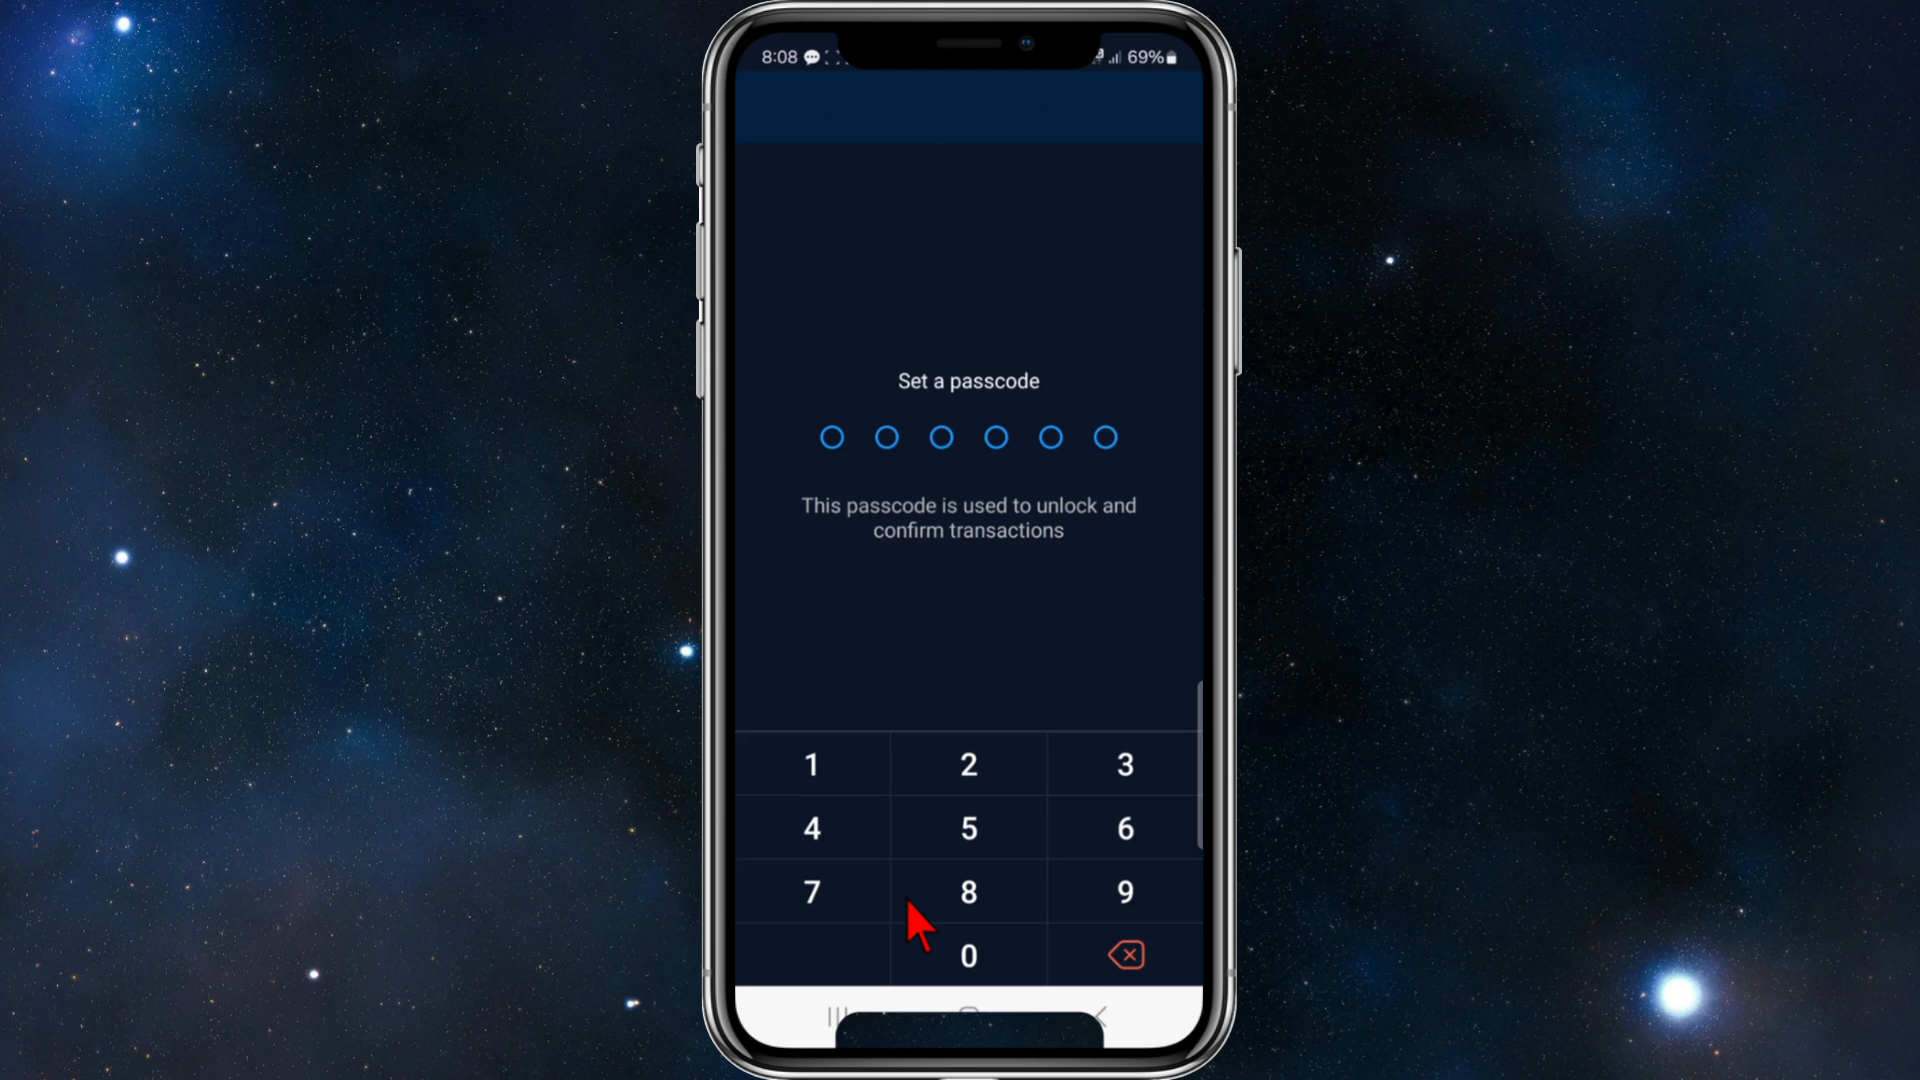 8:08 69%
Set a passcode
This passcode is used to unlock and
confirm transactions
1 2 3
4 5 6
7 8 9
0